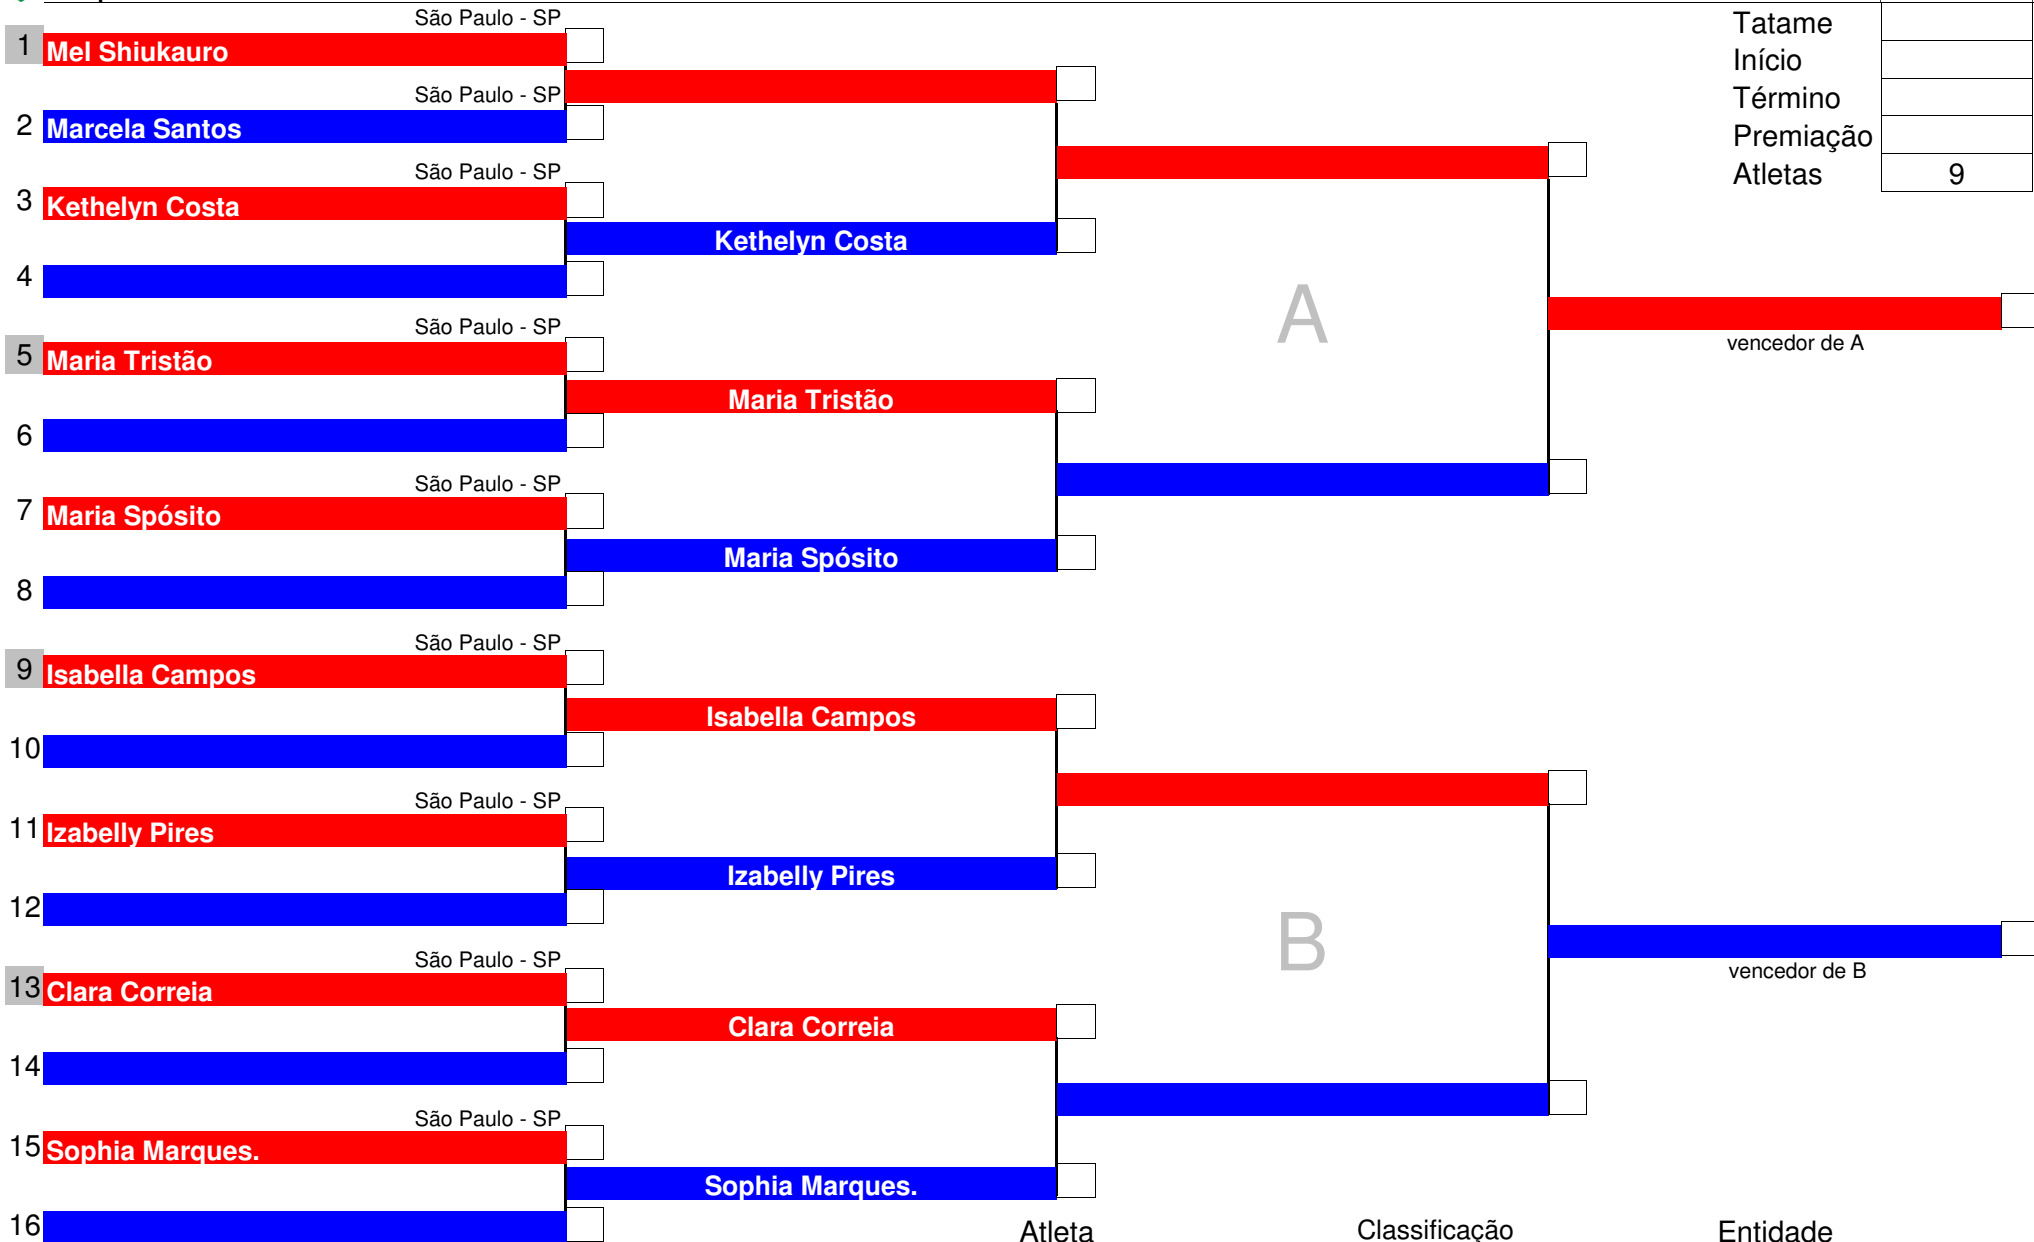 São Paulo - SP
Tatame
1 Mel Shiukauro
Início
São Paulo - SP
Término
2 Marcela Santos
Premiação
São Paulo - SP
Atletas 9
3 Kethelyn Costa
Kethelyn Costa
4
A
São Paulo - SP
vencedor de A
5 Maria Tristão
Maria Tristão
6
São Paulo - SP
7 Maria Spósito
Maria Spósito
8
São Paulo - SP
9 Isabella Campos
Isabella Campos
10
São Paulo - SP
11 Izabelly Pires
Izabelly Pires
12
B
São Paulo - SP
vencedor de B
13 Clara Correia
Clara Correia
14
São Paulo - SP
15 Sophia Marques.
Sophia Marques.
16
Atleta Classificação Entidade